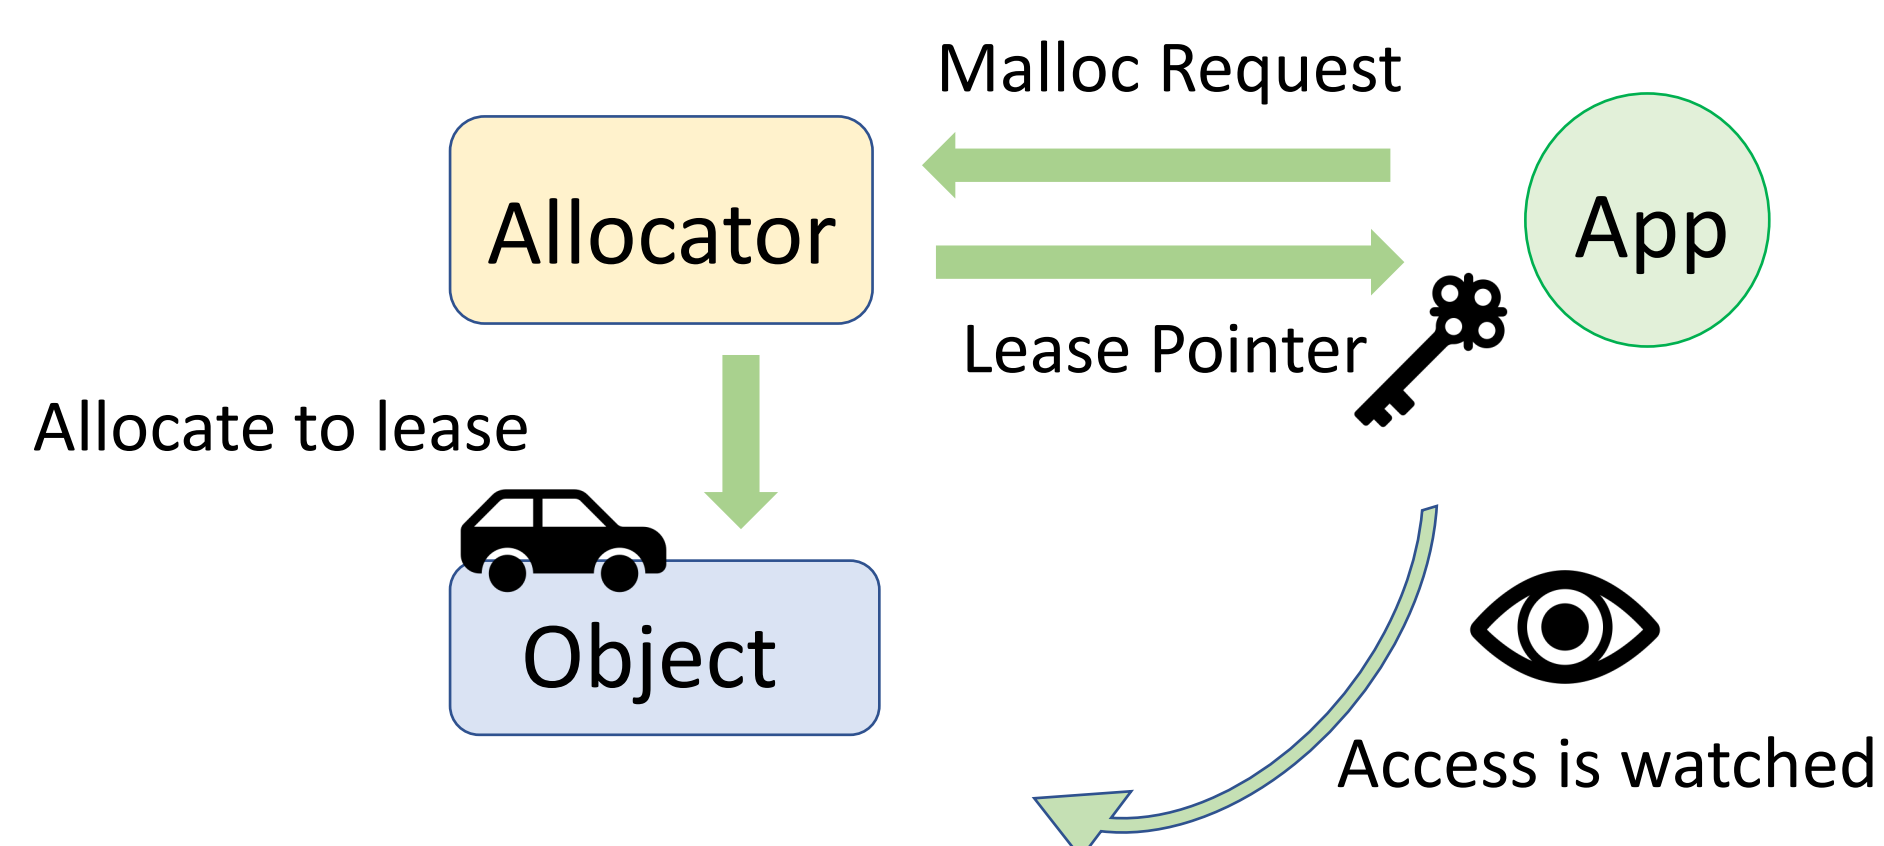 Malloc Request
Allocator
App
Lease Pointer
Allocate to lease
Object
Access is watched